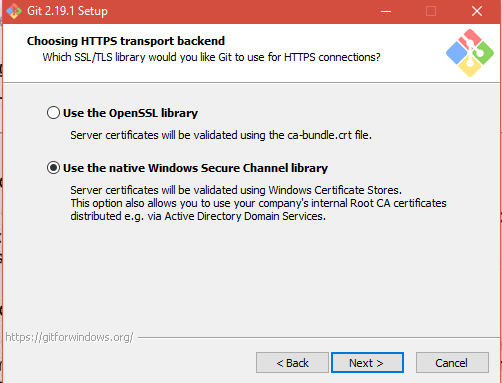 Git 2.19.1 Setup
Choosing HTTPS transport backend
Which SSL/TLS library would you like Git to use for HTTPS connections?
Use the OpenSSL library
Server certificates will be validated using the ca-bundle.crt file.
Use the native Windows Secure Channel library
Server certificates will be validated using Windows Certificate Stores.
This option also allows you to use your company's internal Root CA certificates
distributed e.g. via Active Directory Domain Services.
https://gitforwindows.org/
< Back
Next >
Cancel